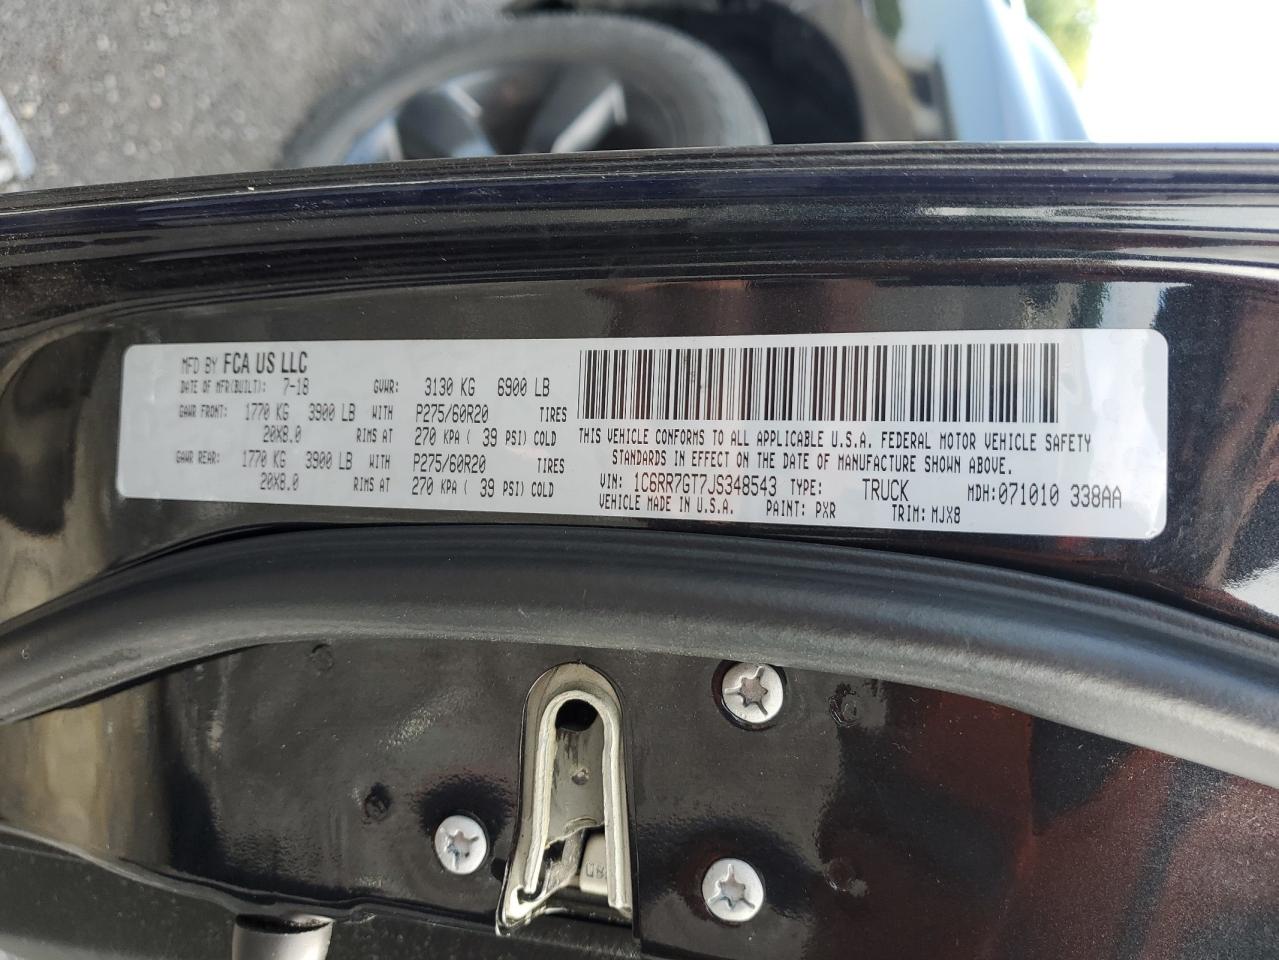 MFD BY FCA US LLC
DATE OF MFR(BUILT): 7-18 GVWR: 3130 KG 6900 LB
GAWR FRONT: 1770 KG 3900 LB WITH P275/60R20 TIRES
20X8.0 RIMS AT 270 KPA ( 39 PSI) COLD
GAWR REAR: 1770 KG 3900 LB WITH P275/60R20 TIRES
20X8.0 RIMS AT 270 KPA ( 39 PSI) COLD
THIS VEHICLE CONFORMS TO ALL APPLICABLE U.S.A. FEDERAL MOTOR VEHICLE SAFETY
STANDARDS IN EFFECT ON THE DATE OF MANUFACTURE SHOWN ABOVE.
VIN: 1C6RR7GT7JS348543 TYPE: TRUCK MDH:071010 338AA
VEHICLE MADE IN U.S.A. PAINT: PXR TRIM: MJX8